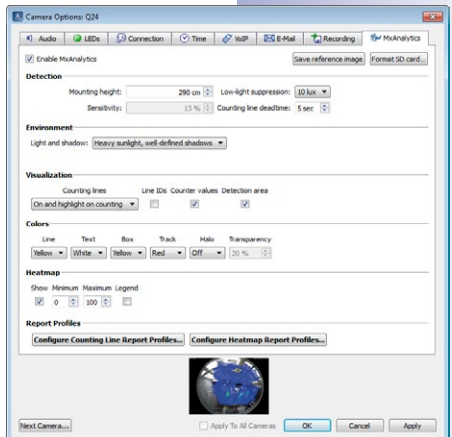 Camera Options: Q24
Audio LEDs Connection Time VoIP E-Mail Recording MxAnalytics
Enable MxAnalytics Save reference image Format SD card...
Detection
Mounting height: 290 cm Low-light suppression: 10 lux
Sensitivity: 13 % Counting line deadtime: 5 sec
Environment
Light and shadow: Heavy sunlight, well-defined shadows
Visualization
Counting lines Line IDs Counter values Detection area
On and highlight on counting
Colors
Line Text Box Track Halo Transparency
Yellow White Yellow Red Off 20 %
Heatmap
Show Minimum Maximum Legend
0 100
Report Profiles
Configure Counting Line Report Profiles... Configure Heatmap Report Profiles...
Next Camera... Apply To All Cameras OK Cancel Apply